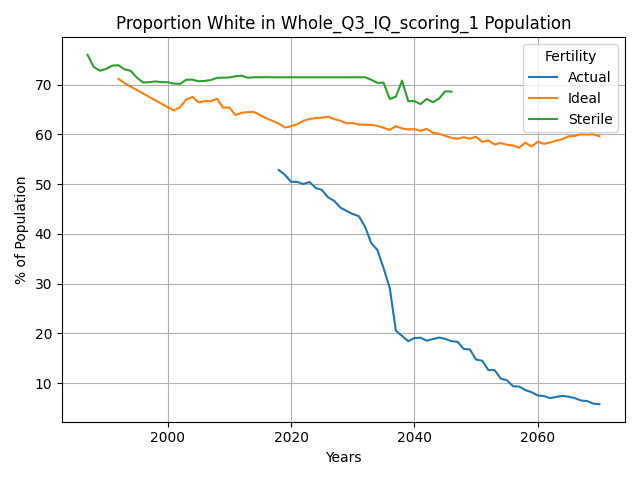 Proportion White in Whole_Q3_IQ_scoring_1 Population
Fertility
Actual
Ideal
Sterile
% of Population
70
60
50
40
30
20
10
2000
2020
2040
2060
Years